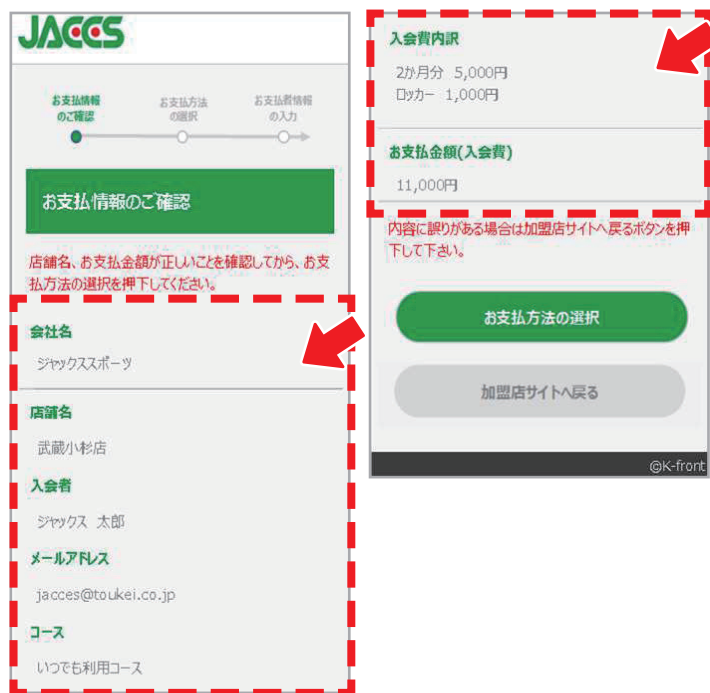 JACCS
お支払情報
のご確認
お支払方法
の選択
お支払者情報
の入力
お支払情報のご確認
店舗名、お支払金額が正しいことを確認してから、お支
払方法の選択を押下してください。
会社名
ジャックススポーツ
店舗名
武蔵小杉店
入会者
ジャックス 太郎
メールアドレス
jacces@toukei.co.jp
コース
いつでも利用コース
入会費内訳
2か月分 5,000円
ロッカー 1,000円
お支払金額(入会費)
11,000円
内容に誤りがある場合は加盟店サイトへ戻るボタンを押
下して下さい。
お支払方法の選択
加盟店サイトへ戻る
@K-front